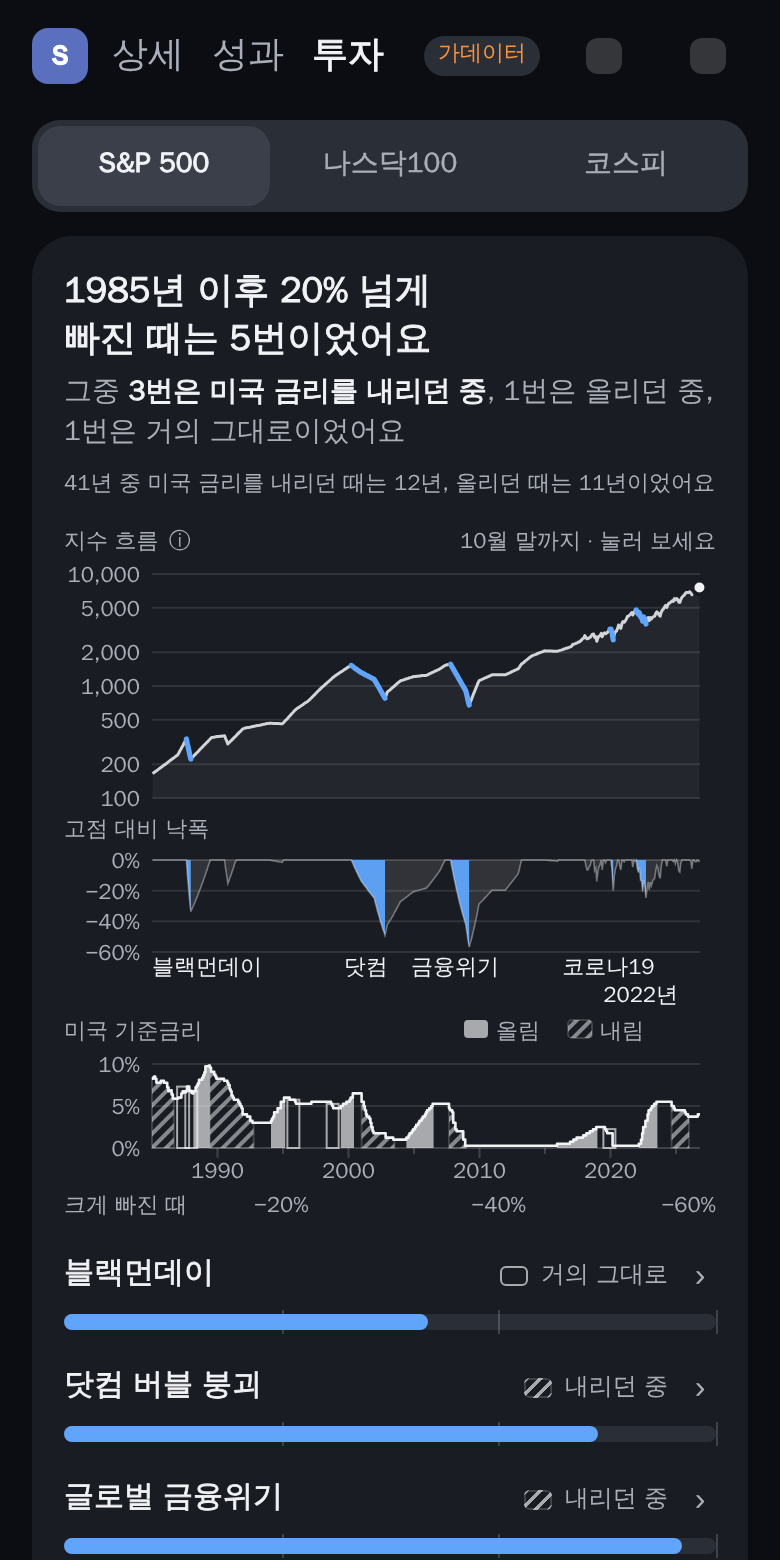 S 상세 성과 투자 가데이터
S&P 500 나스닥100 코스피
1985년 이후 20% 넘게
빠진 때는 5번이었어요
그중 3번은 미국 금리를 내리던 중, 1번은 올리던 중,
1번은 거의 그대로이었어요
41년 중 미국 금리를 내리던 때는 12년, 올리던 때는 11년이었어요
지수 흐름 ⓘ 10월 말까지 · 눌러 보세요
10,000
5,000
2,000
1,000
500
200
100
고점 대비 낙폭
0%
−20%
−40%
−60%
블랙먼데이 닷컴 금융위기 코로나19
2022년
미국 기준금리 올림 내림
10%
5%
0%
1990 2000 2010 2020
크게 빠진 때 −20% −40% −60%
블랙먼데이 거의 그대로 ›
닷컴 버블 붕괴 내리던 중 ›
글로벌 금융위기 내리던 중 ›